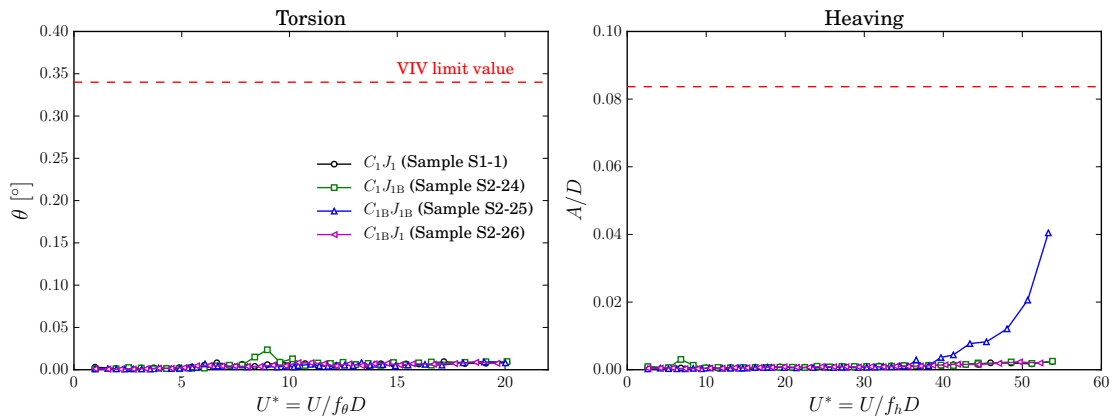 Torsion
0.40
0.35
0.30
0.25
0.20
0.15
0.10
0.05
0.00
θ [°]
VIV limit value
C₁J₁ (Sample S1-1)
C₁J₁B (Sample S2-24)
C₁BJ₁B (Sample S2-25)
C₁BJ₁ (Sample S2-26)
0 5 10 15 20
U* = U/fθD
Heaving
0.10
0.08
0.06
0.04
0.02
0.00
A/D
0 10 20 30 40 50 60
U* = U/fhD